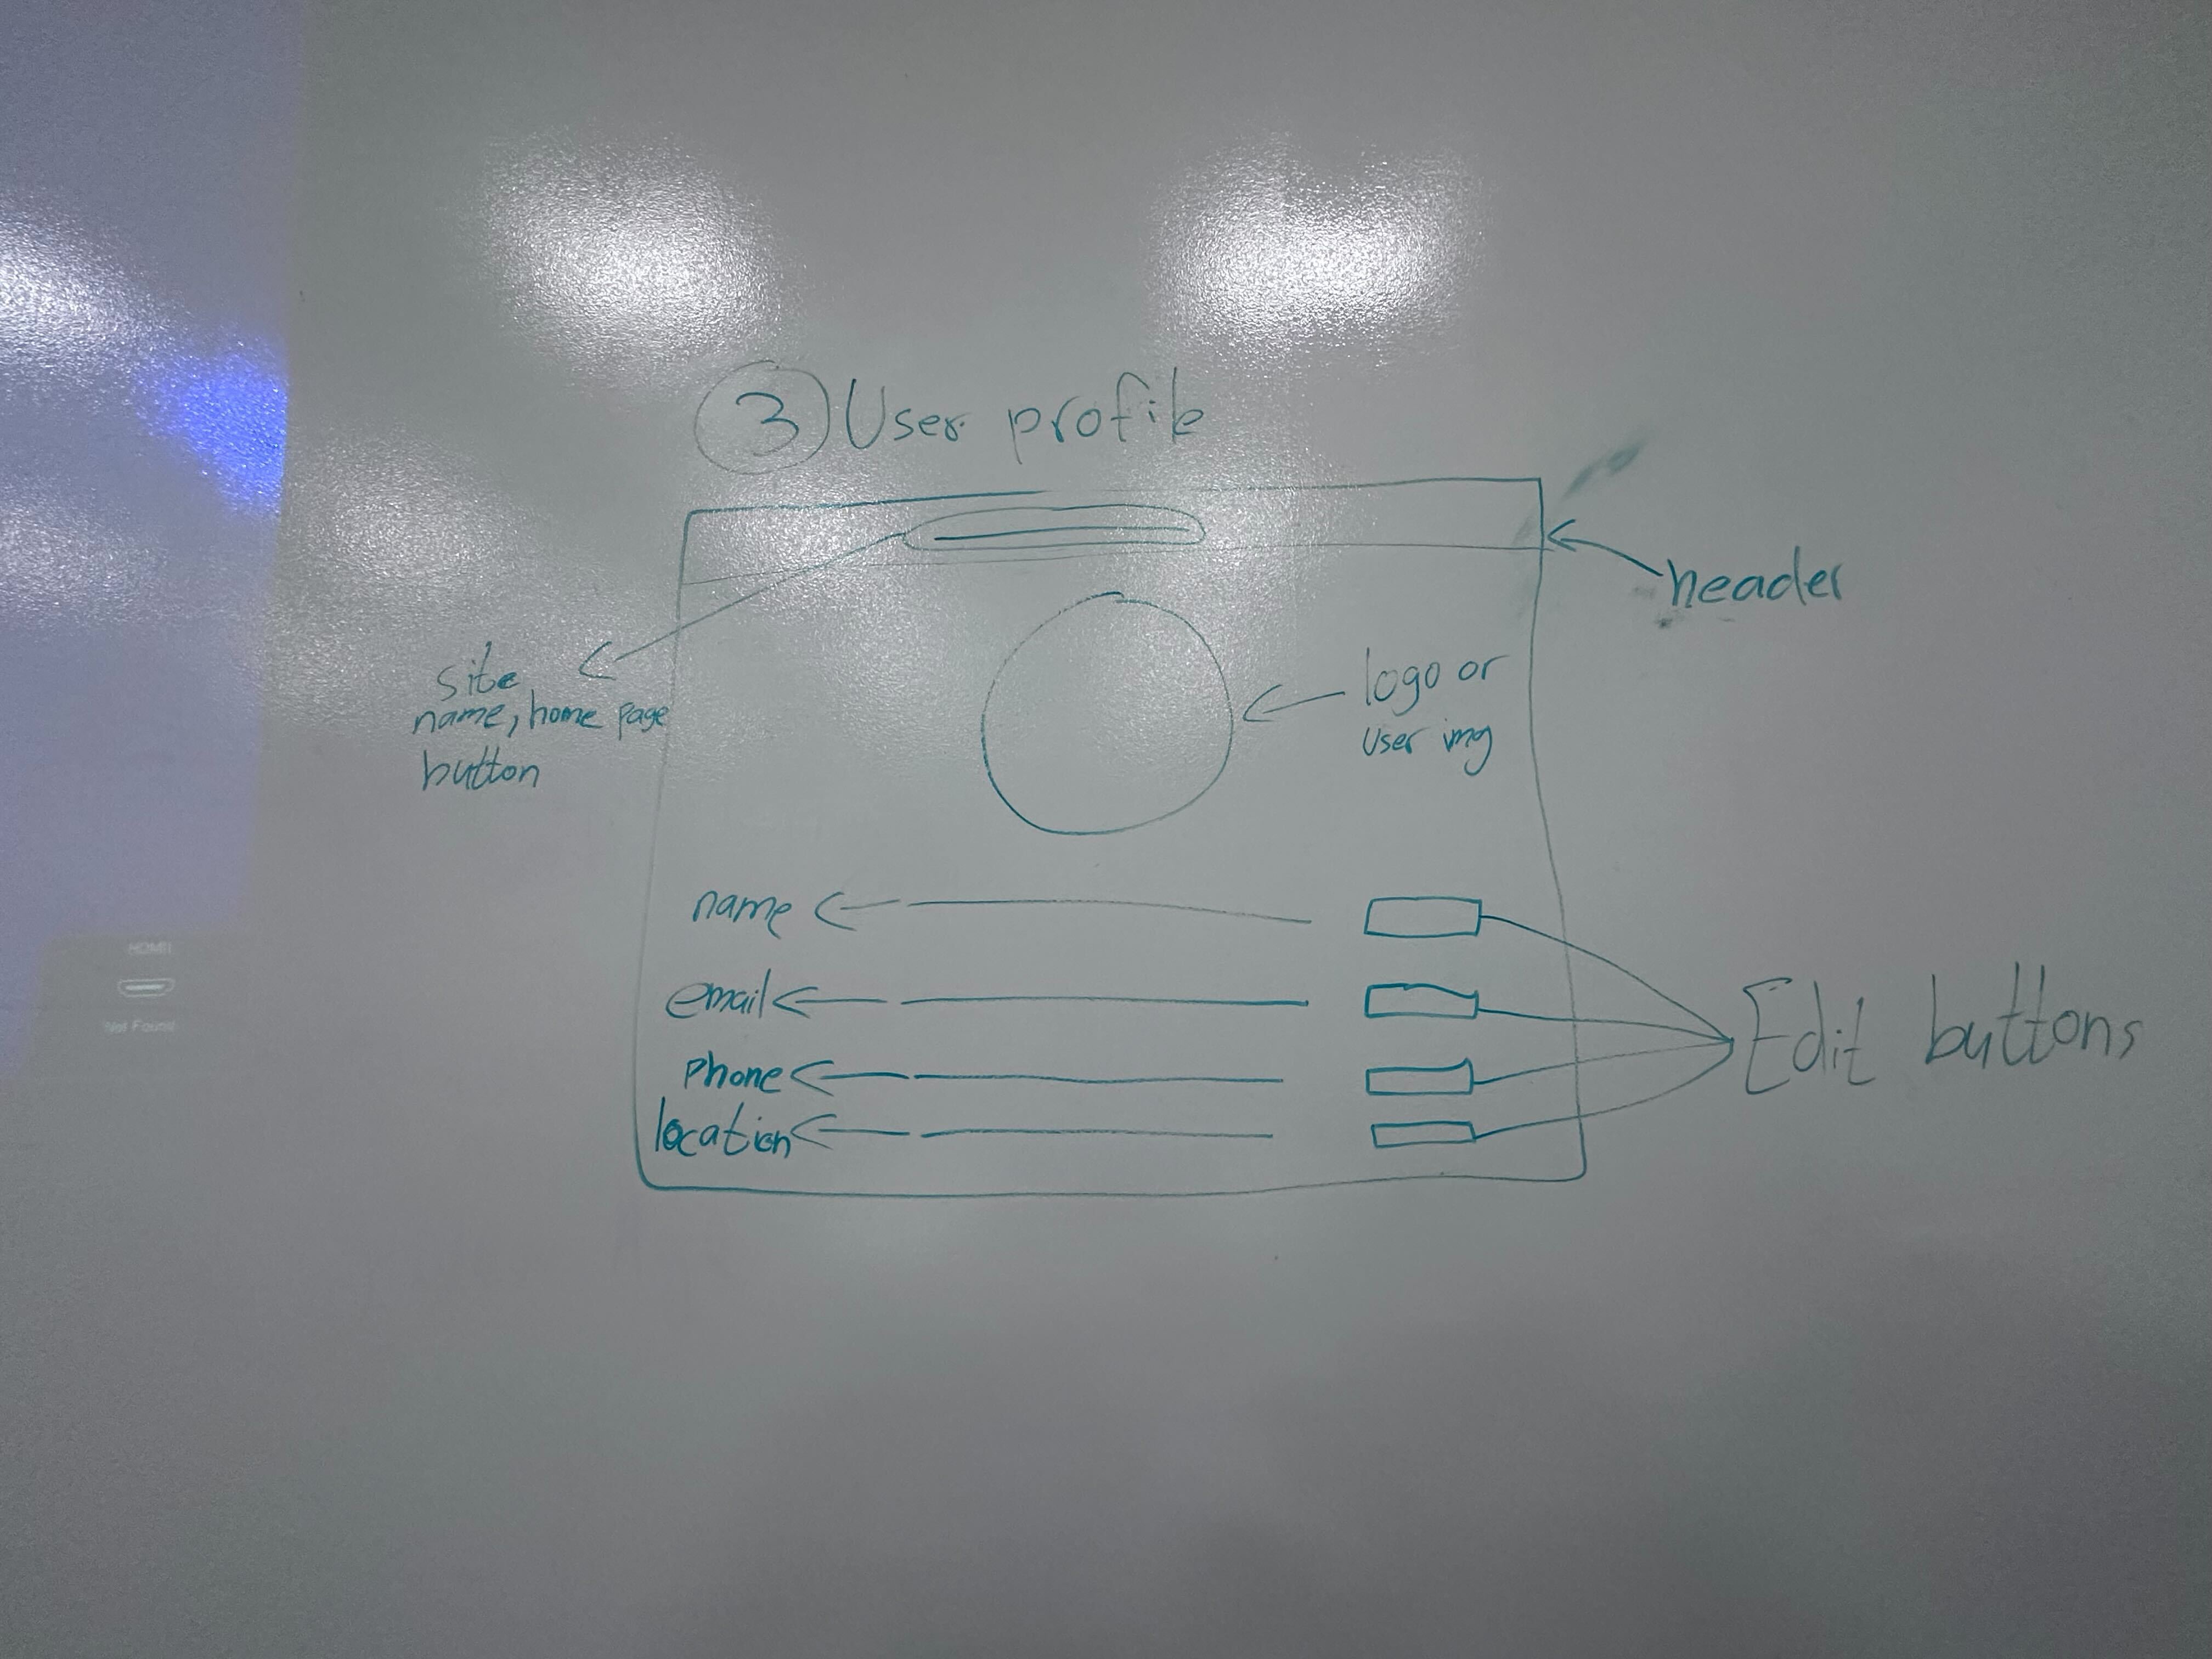 3 User profile
header
site
name, home page
button
logo or
user img
name
email
phone
location
Edit buttons
HDMI1
Not Found